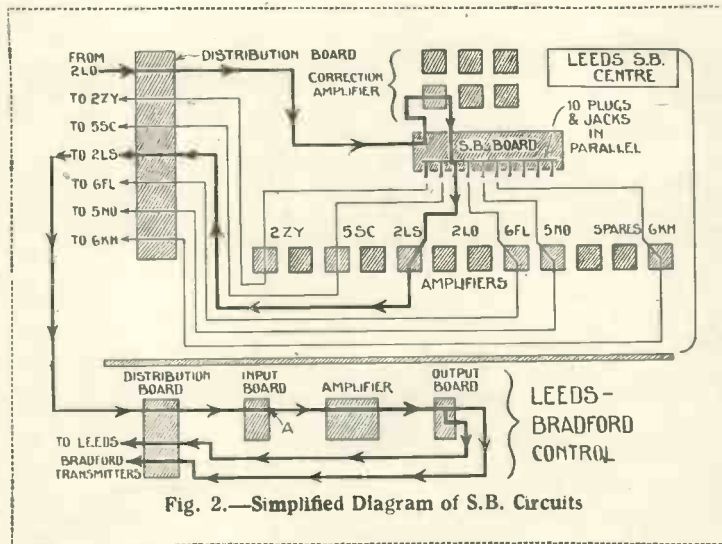 FROM
2LO
DISTRIBUTION BOARD
CORRECTION
AMPLIFIER
LEEDS S.B.
CENTRE
TO 2ZY
TO 5SC
TO 2LS
TO 6FL
TO 5NO
TO 6KH
10 PLUGS
& JACKS
IN
PARALLEL
S.B. BOARD
2ZY 5SC 2LS 2LO 6FL 5NO SPARES 6KH
AMPLIFIERS
DISTRIBUTION
BOARD
INPUT
BOARD
AMPLIFIER
OUTPUT
BOARD
A
TO LEEDS
BRADFORD
TRANSMITTERS
LEEDS-
BRADFORD
CONTROL
Fig. 2.—Simplified Diagram of S.B. Circuits